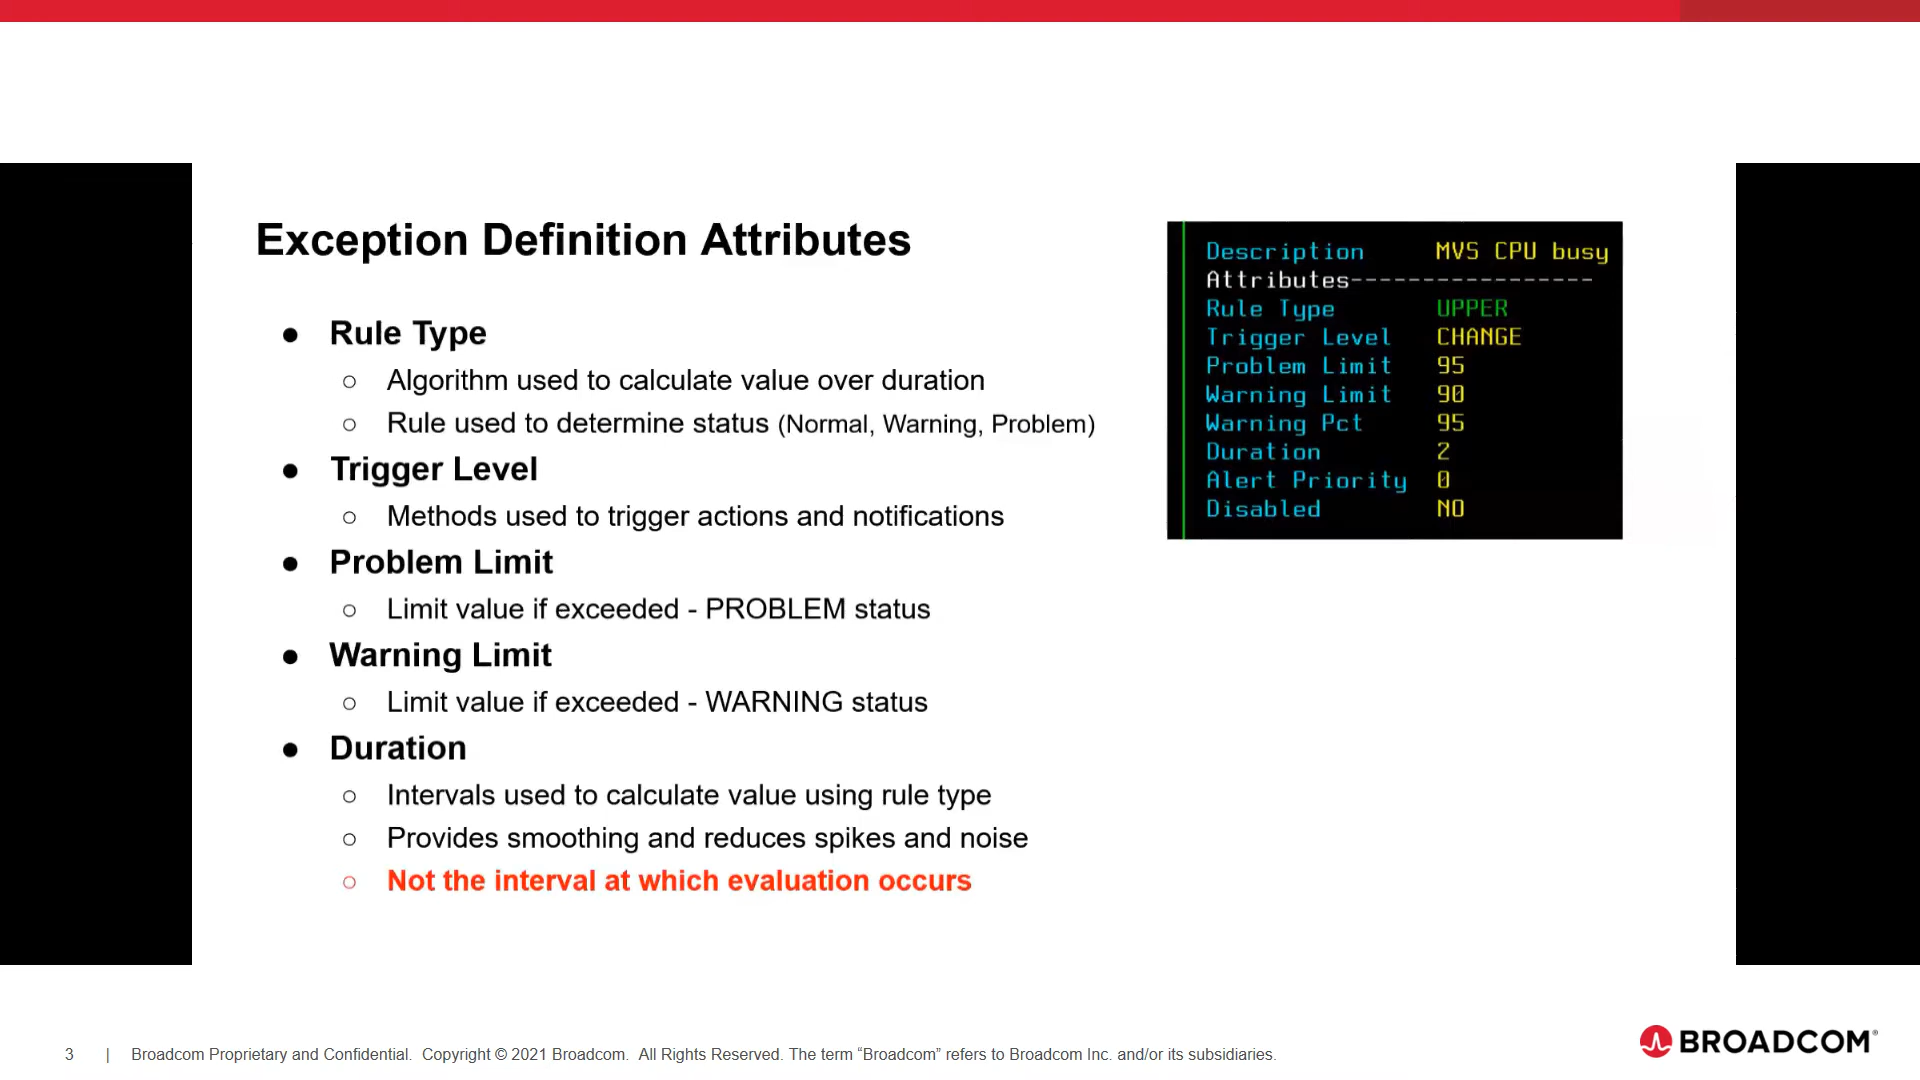 Exception Definition Attributes
● Rule Type
○ Algorithm used to calculate value over duration
○ Rule used to determine status (Normal, Warning, Problem)
● Trigger Level
○ Methods used to trigger actions and notifications
● Problem Limit
○ Limit value if exceeded - PROBLEM status
● Warning Limit
○ Limit value if exceeded - WARNING status
● Duration
○ Intervals used to calculate value using rule type
○ Provides smoothing and reduces spikes and noise
○ Not the interval at which evaluation occurs
Description MVS CPU busy
Attributes-----------------
Rule Type UPPER
Trigger Level CHANGE
Problem Limit 95
Warning Limit 90
Warning Pct 95
Duration 2
Alert Priority 0
Disabled NO
3 | Broadcom Proprietary and Confidential. Copyright © 2021 Broadcom. All Rights Reserved. The term “Broadcom” refers to Broadcom Inc. and/or its subsidiaries.
BROADCOM®